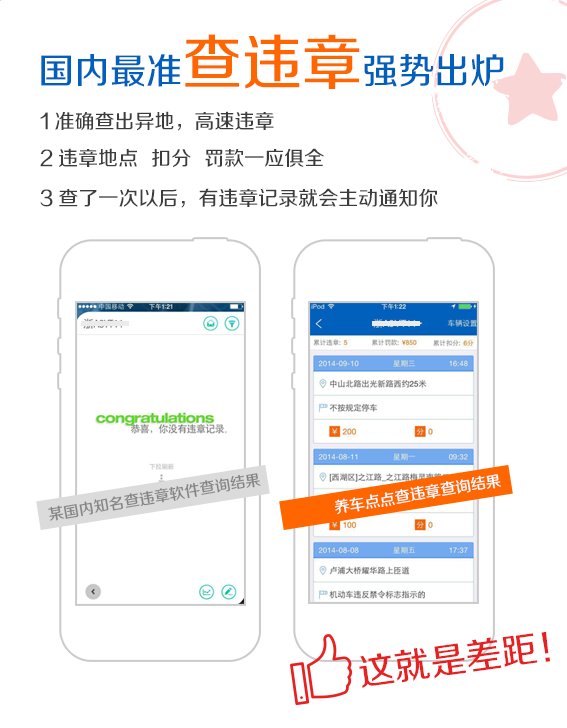 国内最准查违章强势出炉
1 准确查出异地，高速违章
2 违章地点 扣分 罚款一应俱全
3 查了一次以后，有违章记录就会主动通知你
中国移动 下午1:21
congratulations
恭喜，你没有违章记录.
下拉刷新
某国内知名查违章软件查询结果
iPod 下午1:22
车辆设置
累计违章: 5 累计罚款: ¥850 累计扣分: 6分
2014-09-10 星期三 16:48
中山北路出光新路西约25米
不按规定停车
¥ 200 分 0
2014-08-11 星期一 09:32
[西湖区]之江路_之江路梅灵南路
养车点点查违章查询结果
¥ 100 分 0
2014-08-08 星期五 17:37
卢浦大桥耀华路上匝道
机动车违反禁令标志指示的
这就是差距!